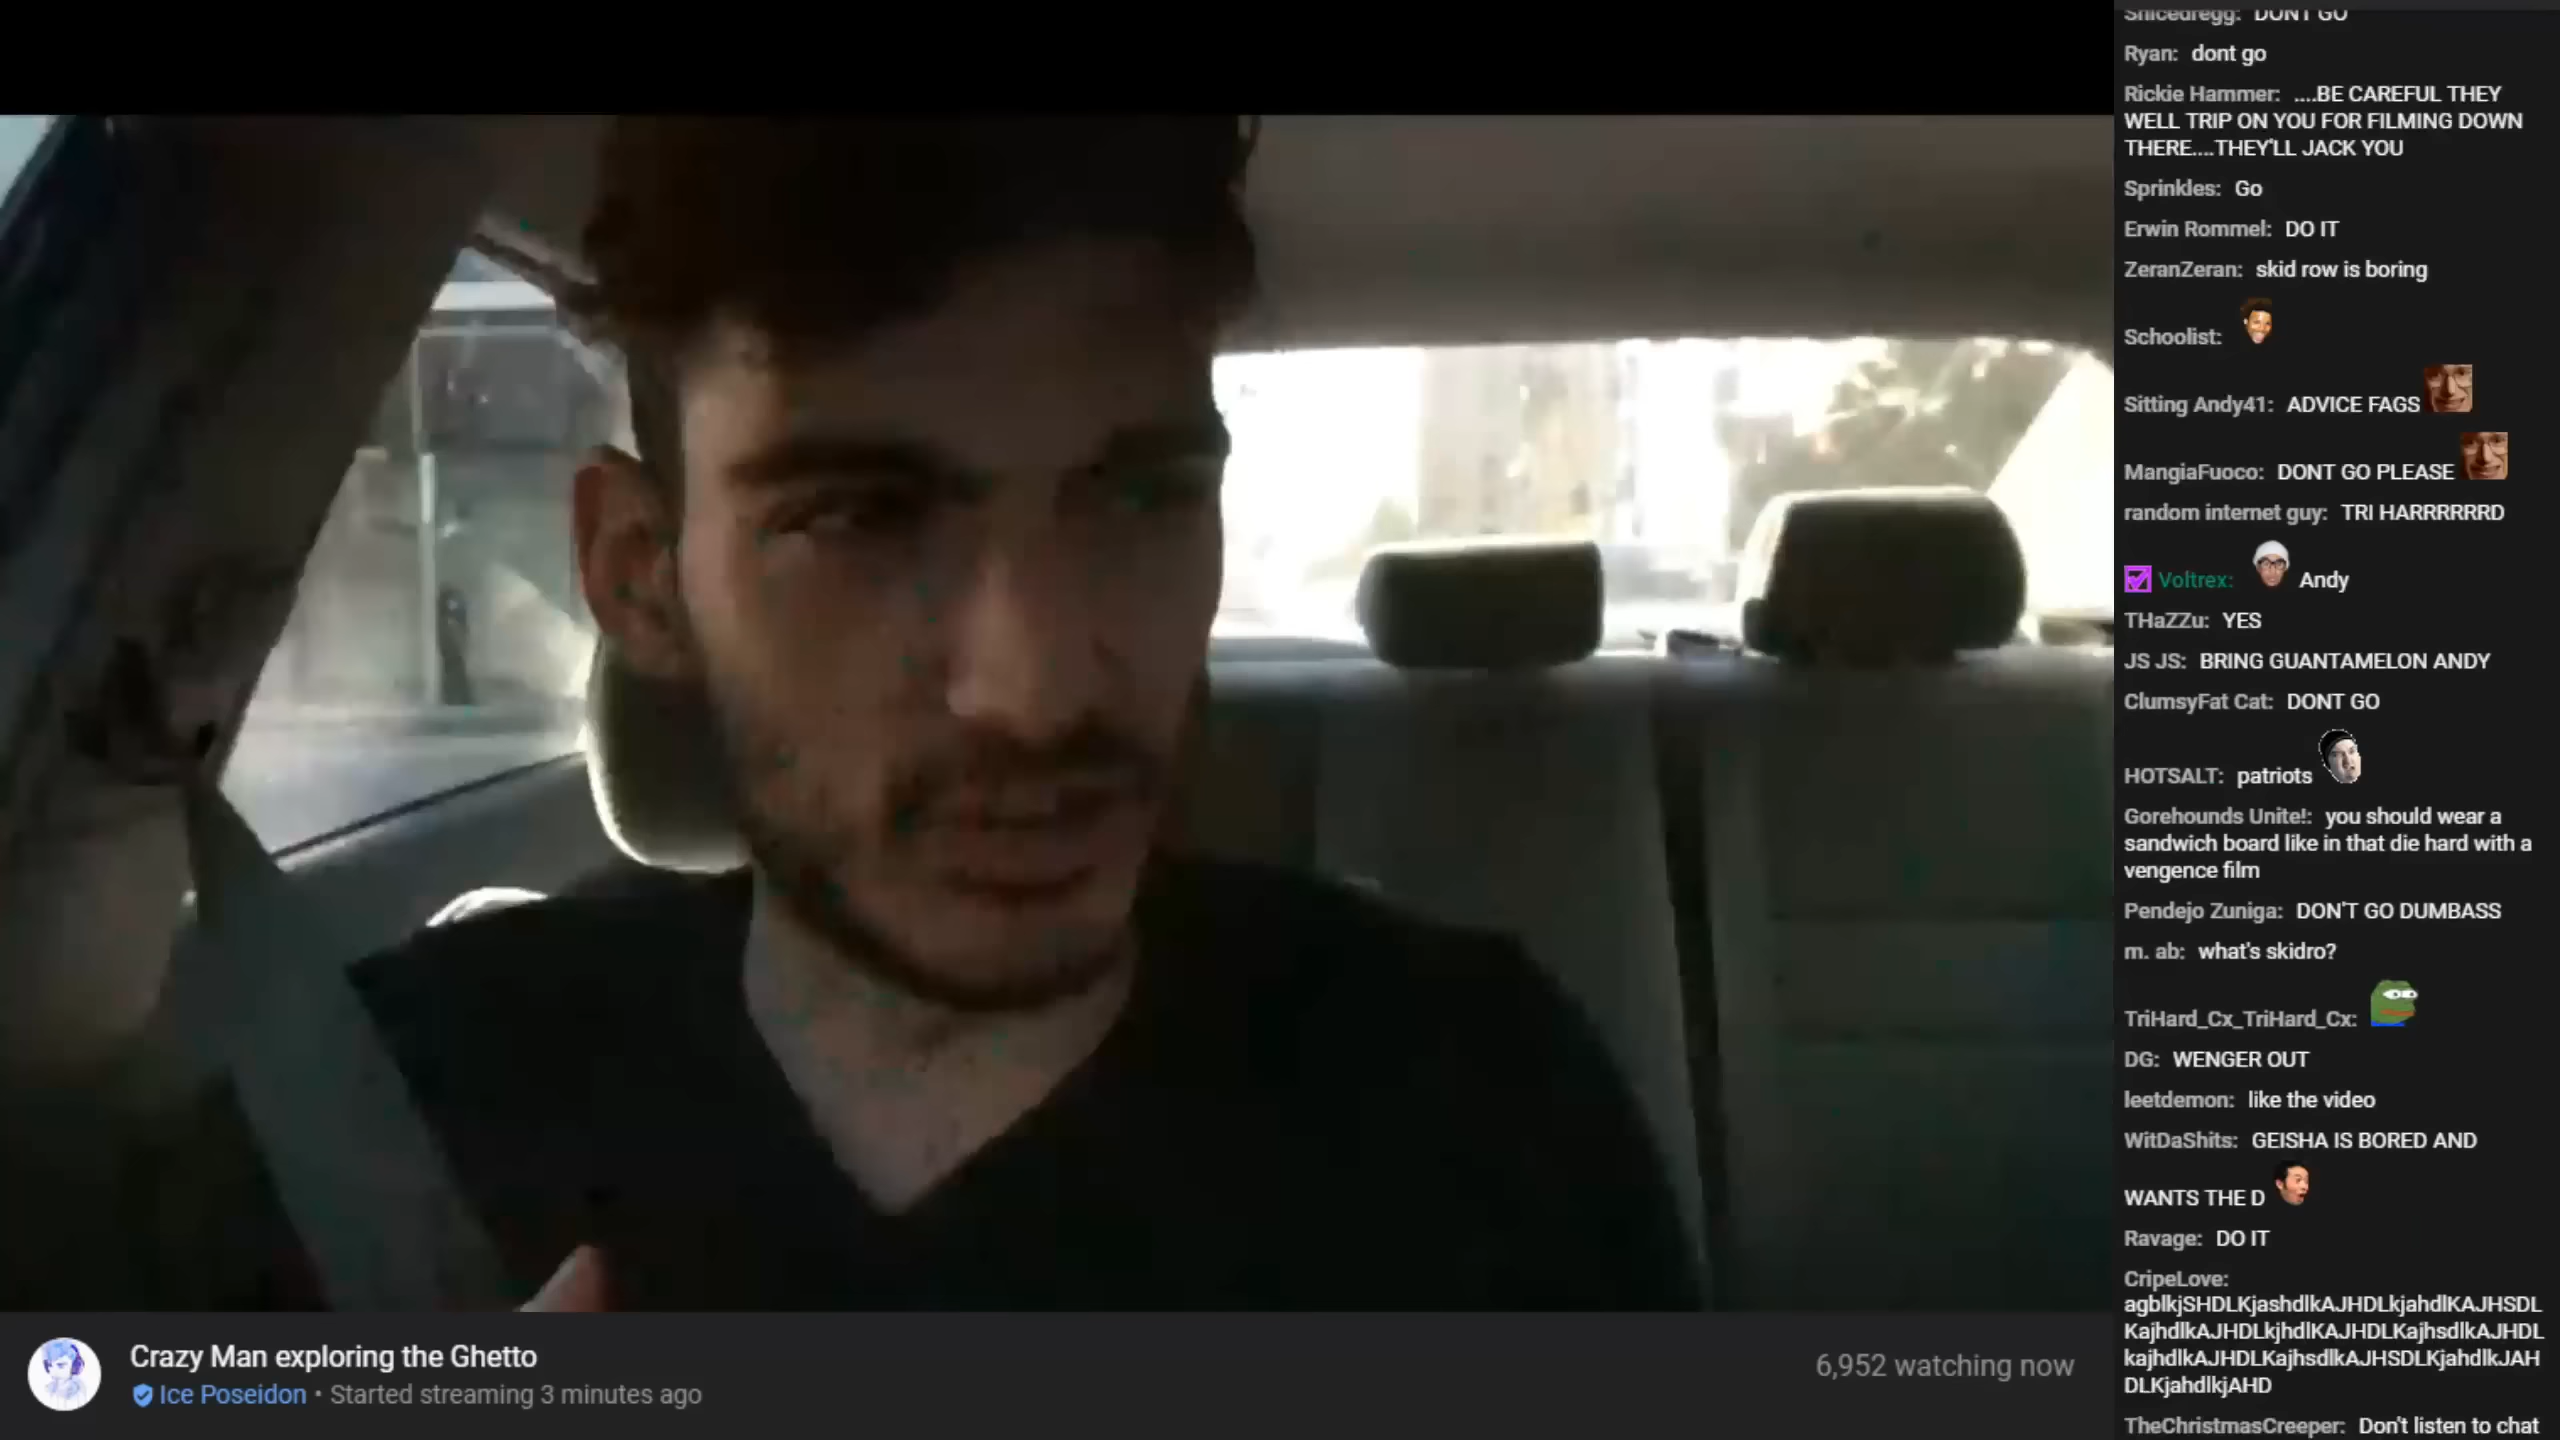 Snicedregg: DONT GO
Ryan: dont go
Rickie Hammer: ....BE CAREFUL THEY
WELL TRIP ON YOU FOR FILMING DOWN
THERE....THEY'LL JACK YOU
Sprinkles: Go
Erwin Rommel: DO IT
ZeranZeran: skid row is boring
Schoolist:
Sitting Andy41: ADVICE FAGS
MangiaFuoco: DONT GO PLEASE
random internet guy: TRI HARRRRRRD
Voltrex: Andy
THaZZu: YES
JS JS: BRING GUANTAMELON ANDY
ClumsyFat Cat: DONT GO
HOTSALT: patriots
Gorehounds Unite!: you should wear a
sandwich board like in that die hard with a
vengence film
Pendejo Zuniga: DON'T GO DUMBASS
m. ab: what's skidro?
TriHard_Cx_TriHard_Cx:
DG: WENGER OUT
leetdemon: like the video
WitDaShits: GEISHA IS BORED AND
WANTS THE D
Ravage: DO IT
CripeLove:
agblkjSHDLKjashdlkAJHDLkjahdlKAJHSDL
KajhdlkAJHDLkjhdlKAJHDLKajhsdlkAJHDL
kajhdlkAJHDLKajhsdlkAJHSDLKjahdlkJAH
DLKjahdlkjAHD
TheChristmasCreeper: Don't listen to chat
Crazy Man exploring the Ghetto
Ice Poseidon • Started streaming 3 minutes ago
6,952 watching now